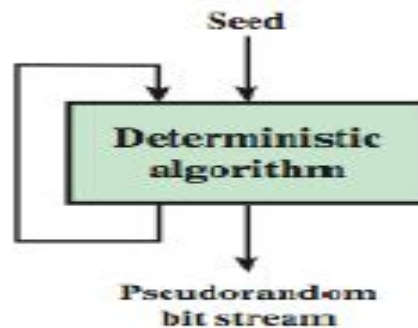 Seed
Deterministic
algorithm
Pseudorandom
bit stream